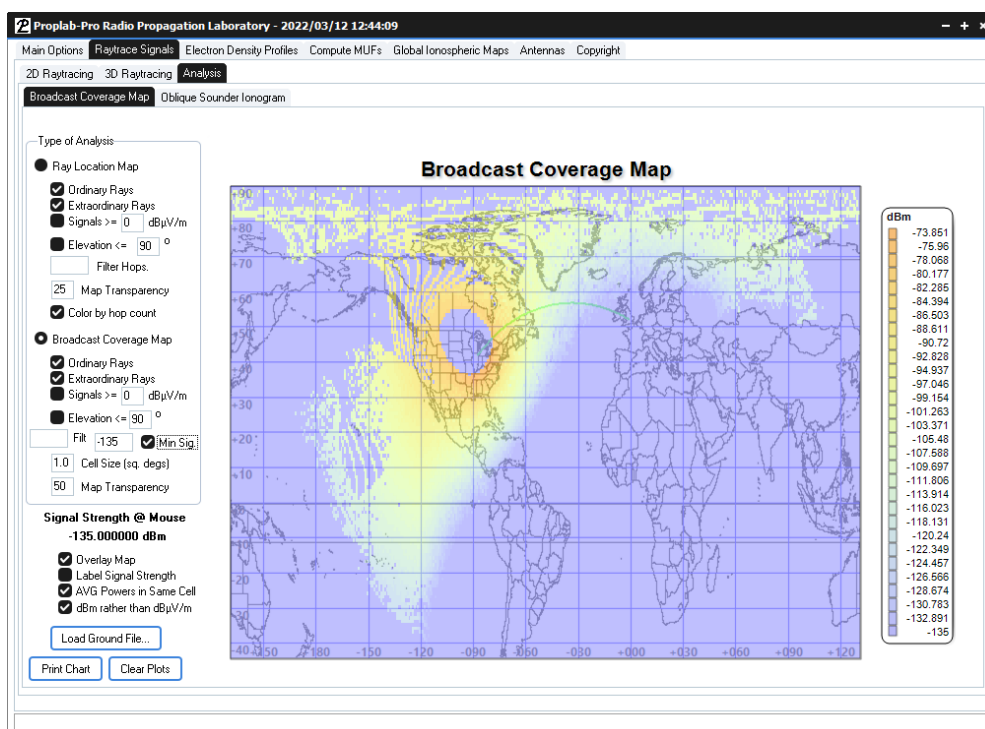 Proplab-Pro Radio Propagation Laboratory - 2022/03/12 12:44:09
Main Options Raytrace Signals Electron Density Profiles Compute MUFs Global Ionospheric Maps Antennas Copyright
2D Raytracing 3D Raytracing Analysis
Broadcast Coverage Map Oblique Sounder Ionogram
Type of Analysis
Ray Location Map
Ordinary Rays
Extraordinary Rays
Signals >= 0 dBµV/m
Elevation <= 90 o
Filter Hops.
25 Map Transparency
Color by hop count
Broadcast Coverage Map
Ordinary Rays
Extraordinary Rays
Signals >= 0 dBµV/m
Elevation <= 90 o
Filt -135 Min Sig.
1.0 Cell Size (sq. degs)
50 Map Transparency
Signal Strength @ Mouse
-135.000000 dBm
Overlay Map
Label Signal Strength
AVG Powers in Same Cell
dBm rather than dBµV/m
Load Ground File...
Print Chart Clear Plots
Broadcast Coverage Map
+90
+80
+70
+60
+50
+40
+30
+20
+10
-10
-20
-30
-40
-150 -180 -150 -120 -090 -060 -030 +000 +030 +060 +090 +120
dBm
-73.851
-75.96
-78.068
-80.177
-82.285
-84.394
-86.503
-88.611
-90.72
-92.828
-94.937
-97.046
-99.154
-101.263
-103.371
-105.48
-107.588
-109.697
-111.806
-113.914
-116.023
-118.131
-120.24
-122.349
-124.457
-126.566
-128.674
-130.783
-132.891
-135